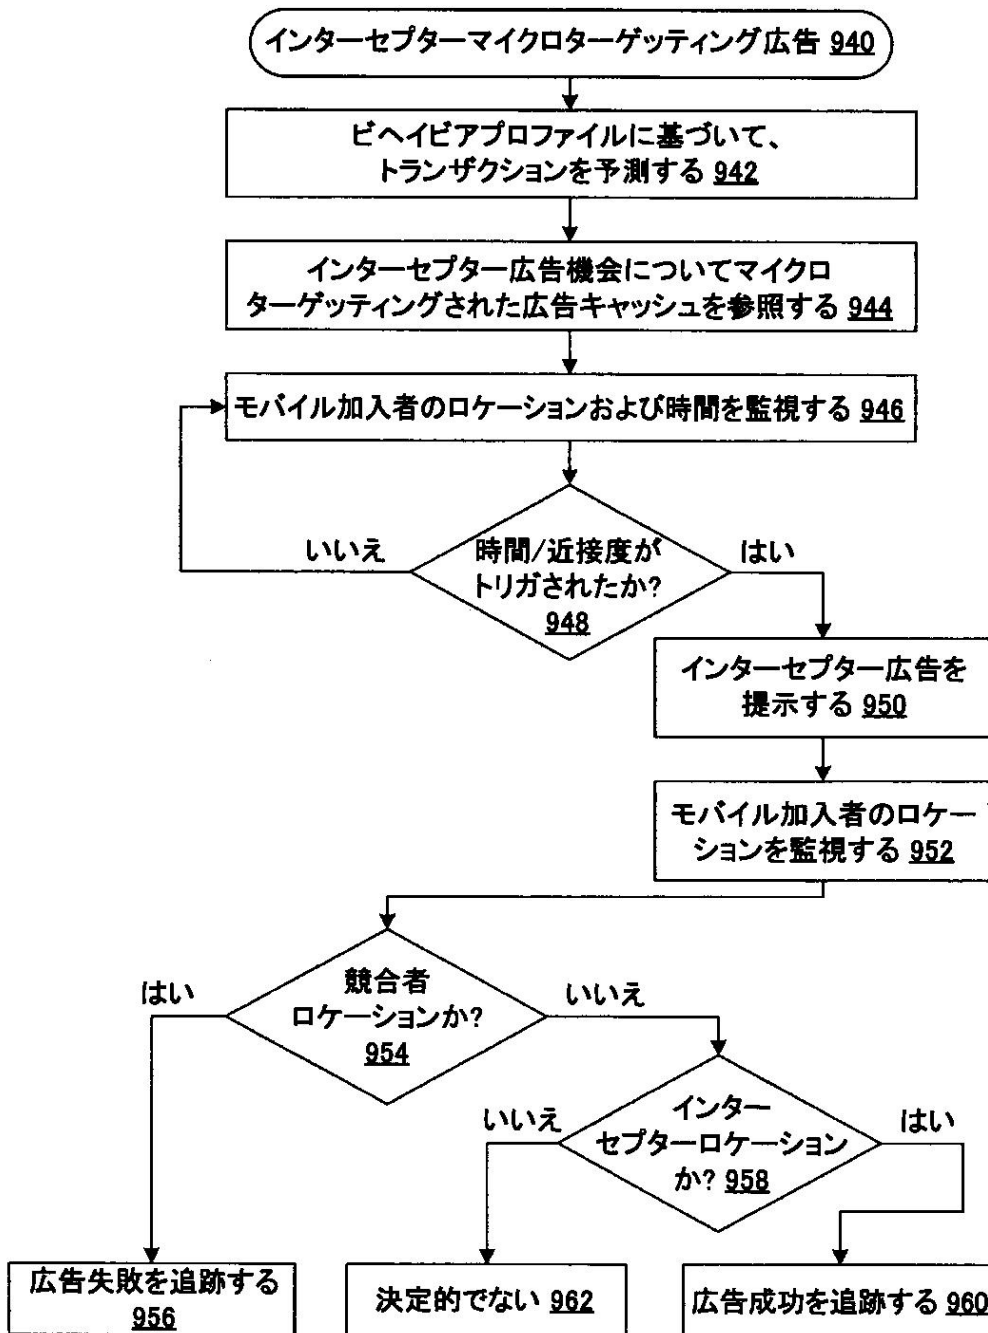 インターセプターマイクロターゲッティング広告 940
ビヘイビアプロファイルに基づいて、
トランザクションを予測する 942
インターセプター広告機会についてマイクロ
ターゲッティングされた広告キャッシュを参照する 944
モバイル加入者のロケーションおよび時間を監視する 946
いいえ
時間/近接度が
トリガされたか?
948
はい
インターセプター広告を
提示する 950
モバイル加入者のロケー
ションを監視する 952
はい
競合者
ロケーションか?
954
いいえ
いいえ
インター
セプターロケーション
か? 958
はい
広告失敗を追跡する
956
決定的でない 962
広告成功を追跡する 960